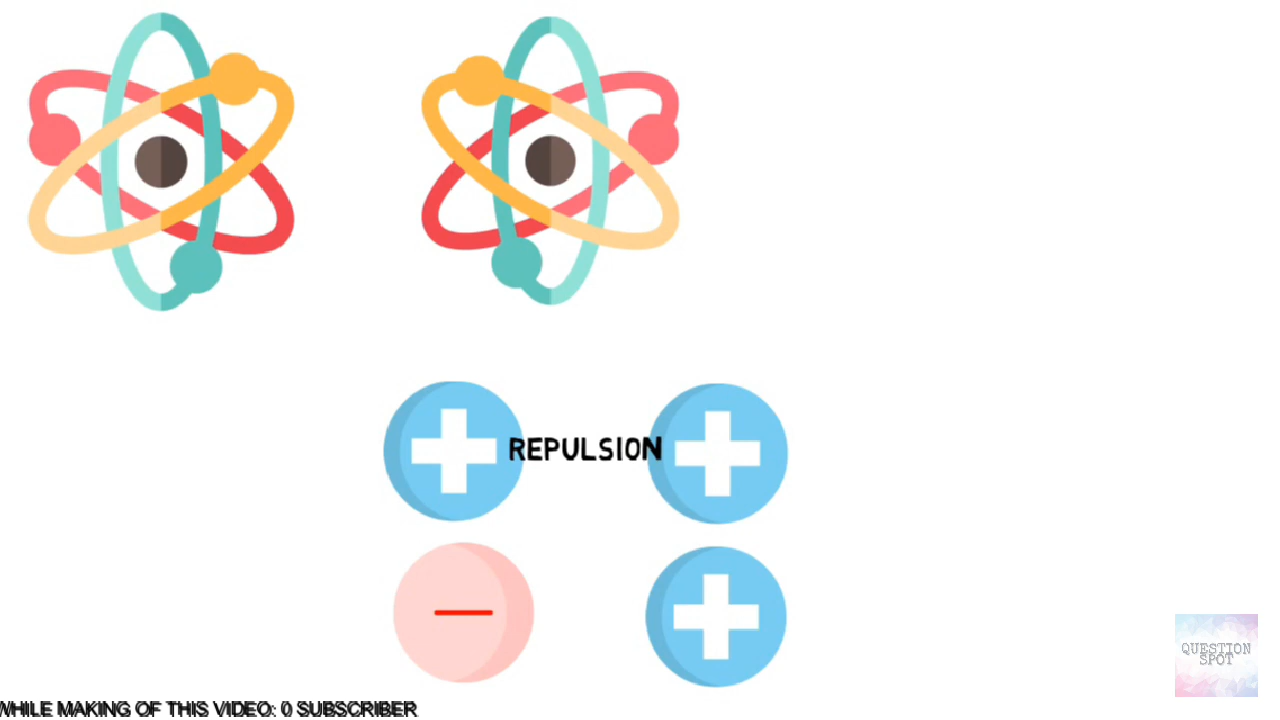 REPULSION
QUESTION
SPOT
WHILE MAKING OF THIS VIDEO: 0 SUBSCRIBER